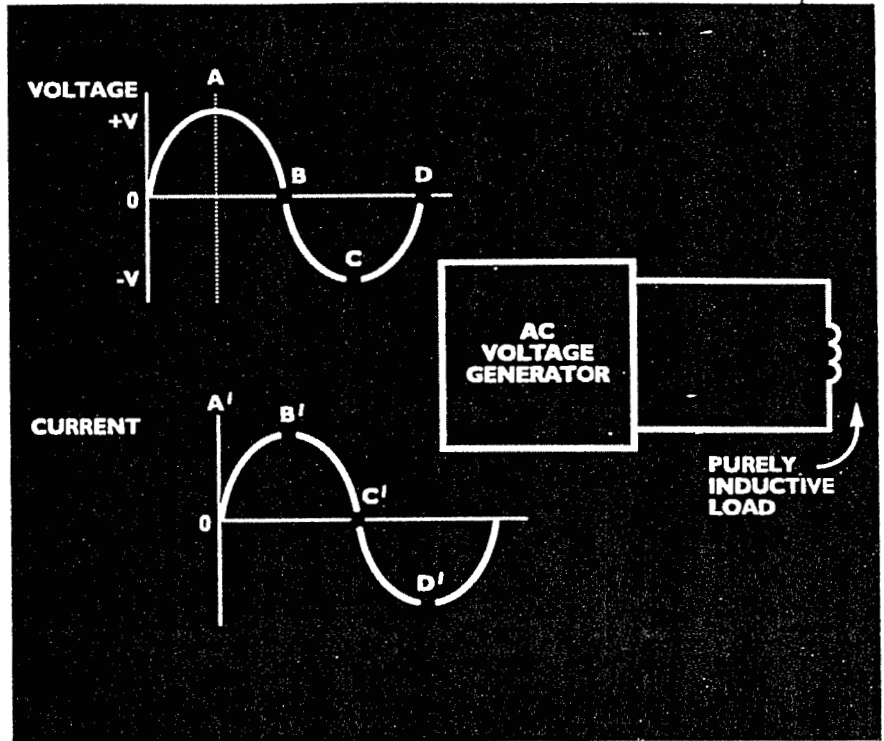 A
VOLTAGE
+V
B
D
0
C
-V
AC
VOLTAGE
GENERATOR
A'
B'
CURRENT
PURELY
INDUCTIVE
LOAD
C'
0
D'